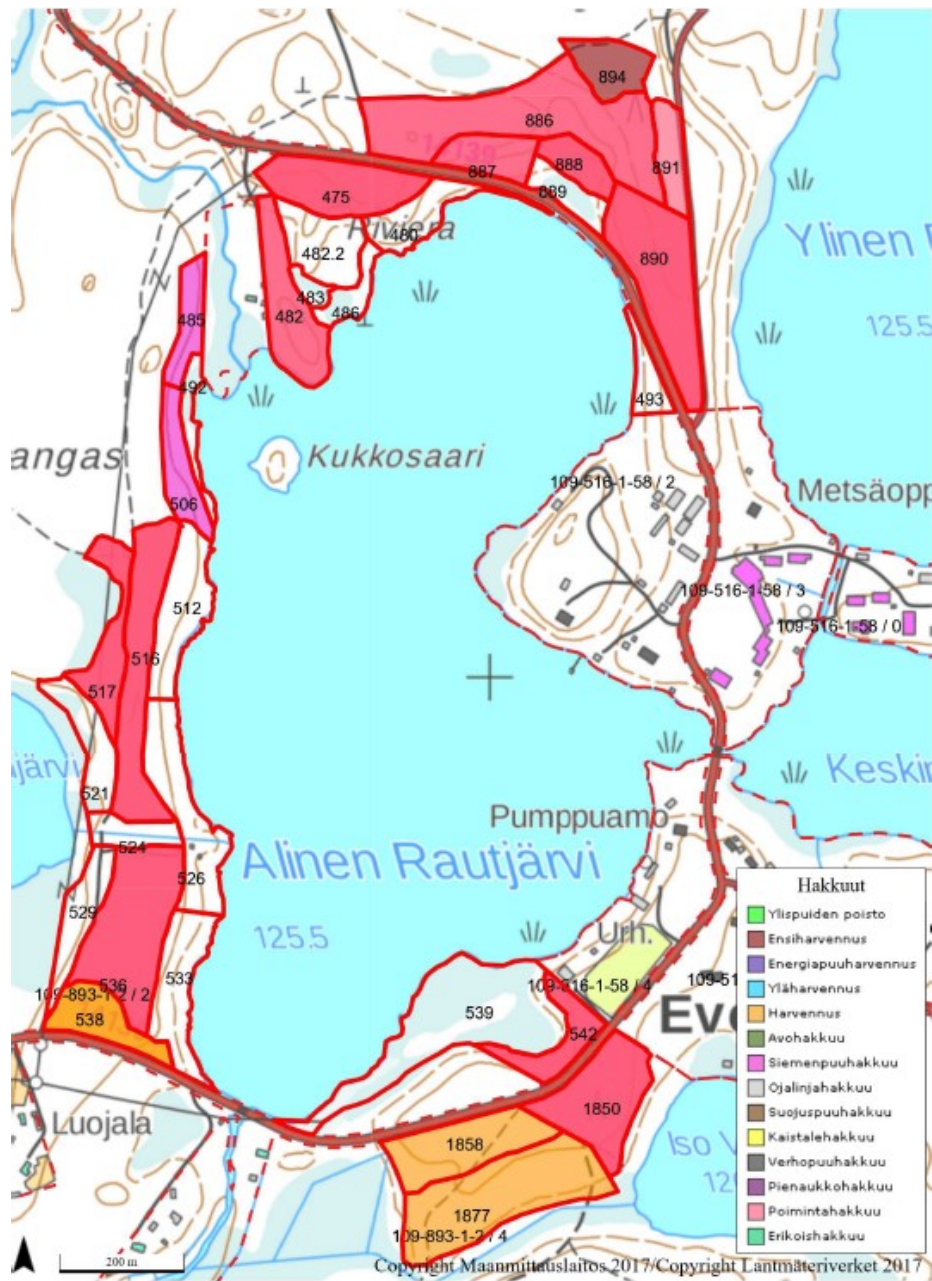 894
886
887
888
891
889
475
Riviera
480
482.2
890
Ylinen
125.5
483
486
482
485
492
493
angas
Kukkosaari
506
109-516-1-58 / 2
Metsäopp
512
109-516-1-58 / 3
109-516-1-58 / 0
516
517
järvi
521
Keskin
Pumppuamo
524
Alinen Rautjärvi
526
529
125.5
Urh.
533
536
109-893-1-2 / 2
538
539
109-516-1-58 / 4
109-51
Evo
542
Luojala
1850
1858
Iso V
1877
109-893-1-2 / 4
Hakkuut
Ylispuiden poisto
Ensiharvennus
Energiapuuharvennus
Yläharvennus
Harvennus
Avohakkuu
Siemenpuuhakkuu
Ojalinjahakkuu
Suojuspuuhakkuu
Kaistalehakkuu
Verhopuuhakkuu
Pienaukkohakkuu
Poimintahakkuu
Erikoishakkuu
200 m
Copyright Maanmittauslaitos 2017/Copyright Lantmäteriverket 2017